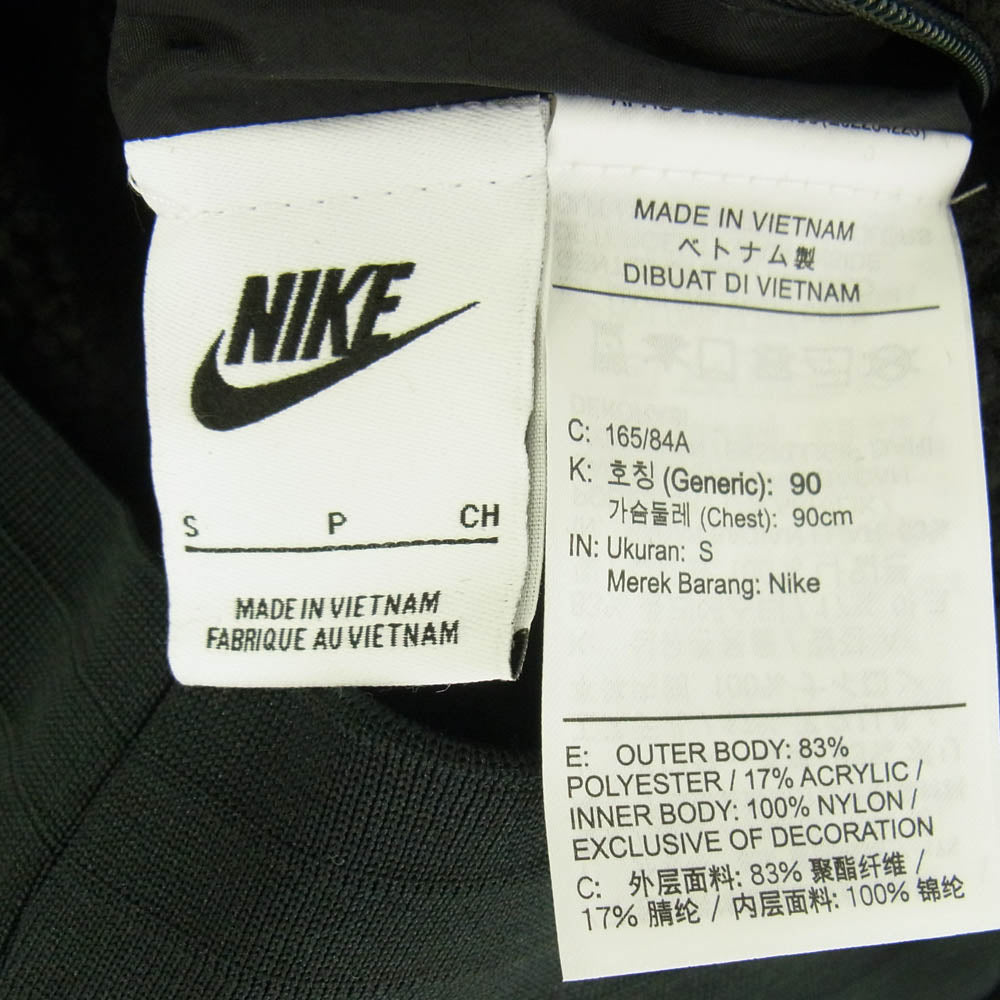 NIKE
S P CH
MADE IN VIETNAM
FABRIQUE AU VIETNAM
MADE IN VIETNAM
ベトナム製
DIBUAT DI VIETNAM
C: 165/84A
K: 호칭 (Generic): 90
가슴둘레 (Chest): 90cm
IN: Ukuran: S
Merek Barang: Nike
E: OUTER BODY: 83%
POLYESTER / 17% ACRYLIC /
INNER BODY: 100% NYLON /
EXCLUSIVE OF DECORATION
C: 外层面料: 83% 聚酯纤维 /
17% 腈纶 / 内层面料: 100% 锦纶